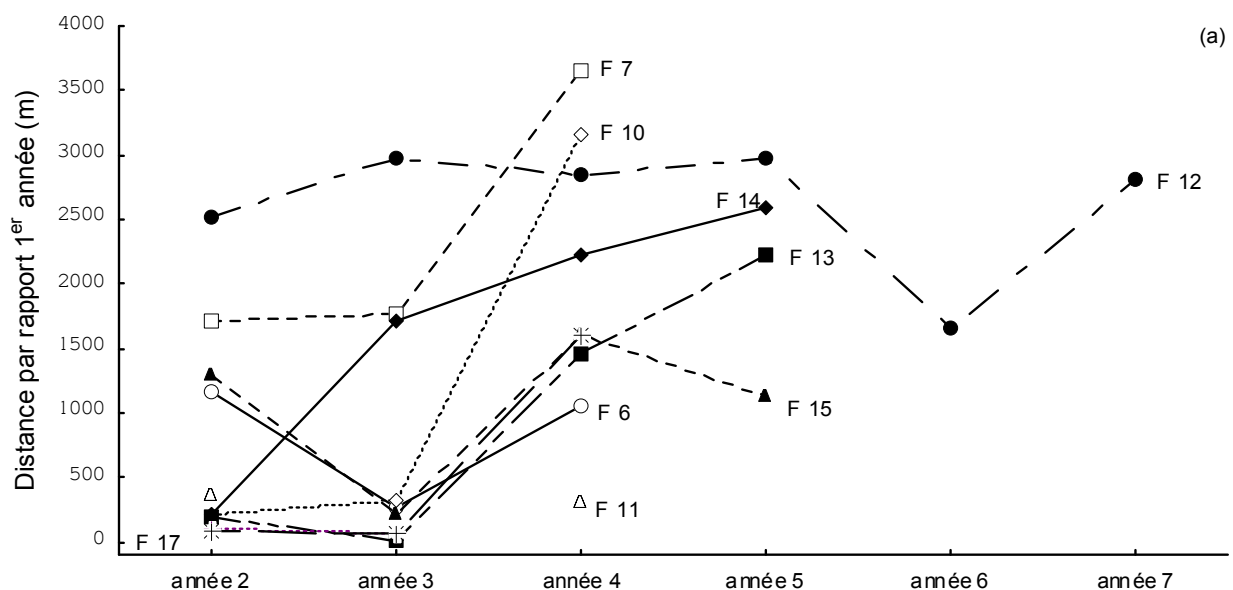 (a)
Distance par rapport 1er année (m)
4000
3500
3000
2500
2000
1500
1000
500
0
F 7
F 10
F 12
F 14
F 13
F 15
F 6
F 11
F 17
année 2
année 3
année 4
année 5
année 6
année 7